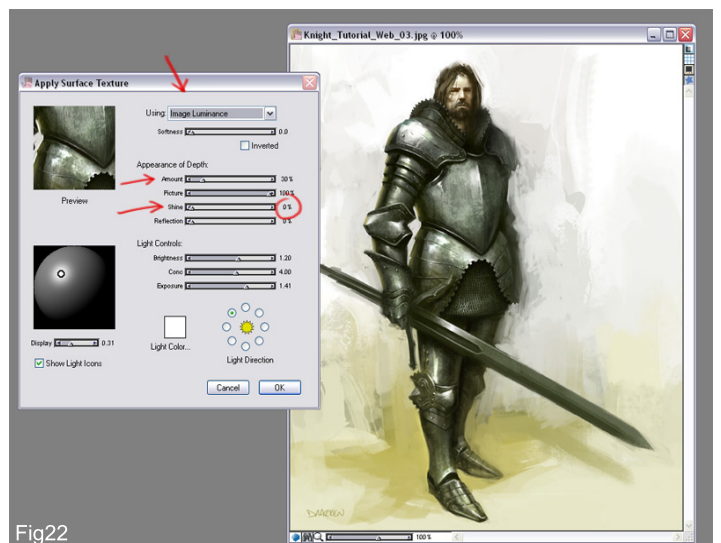 Knight_Tutorial_Web_03.jpg @ 100%
Apply Surface Texture
Using: Image Luminance
Softness 0.0
Inverted
Appearance of Depth:
Amount 30%
Picture 100%
Shine 0%
Reflection 0%
Preview
Light Controls:
Brightness 1.20
Conc 4.00
Exposure 1.41
Display 0.31
Show Light Icons
Light Color...
Light Direction
Cancel OK
100%
Fig22